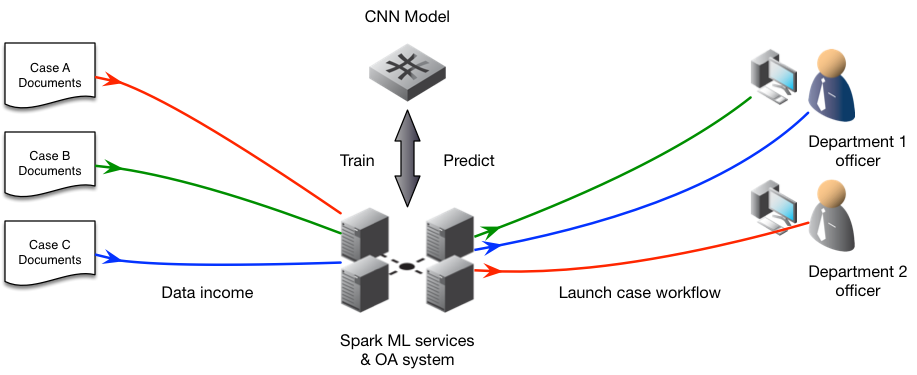 CNN Model
Case A
Documents
Case B
Documents
Case C
Documents
Train
Predict
Data income
Spark ML services
& OA system
Launch case workflow
Department 1
officer
Department 2
officer